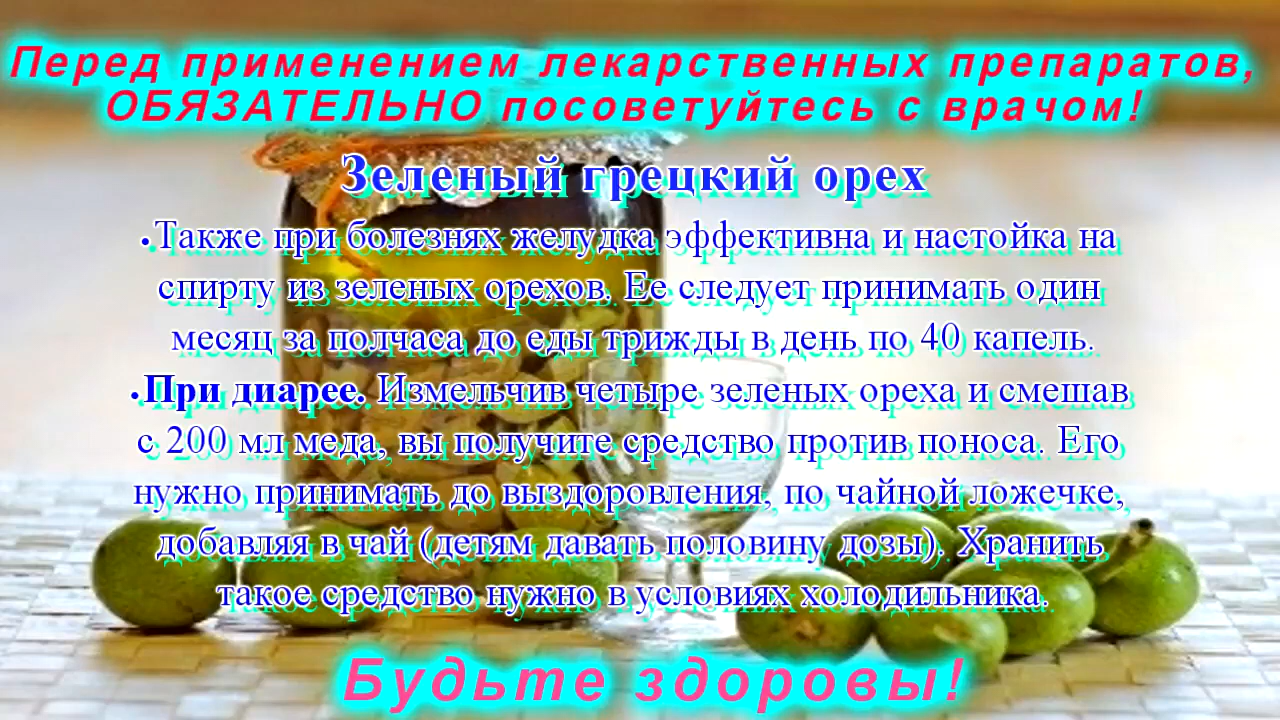 Перед применением лекарственных препаратов,
ОБЯЗАТЕЛЬНО посоветуйтесь с врачом!
Зеленый грецкий орех
•Также при болезнях желудка эффективна и настойка на
спирту из зеленых орехов. Ее следует принимать один
месяц за полчаса до еды трижды в день по 40 капель.
•При диарее. Измельчив четыре зеленых ореха и смешав
с 200 мл меда, вы получите средство против поноса. Его
нужно принимать до выздоровления, по чайной ложечке,
добавляя в чай (детям давать половину дозы). Хранить
такое средство нужно в условиях холодильника.
Будьте здоровы!